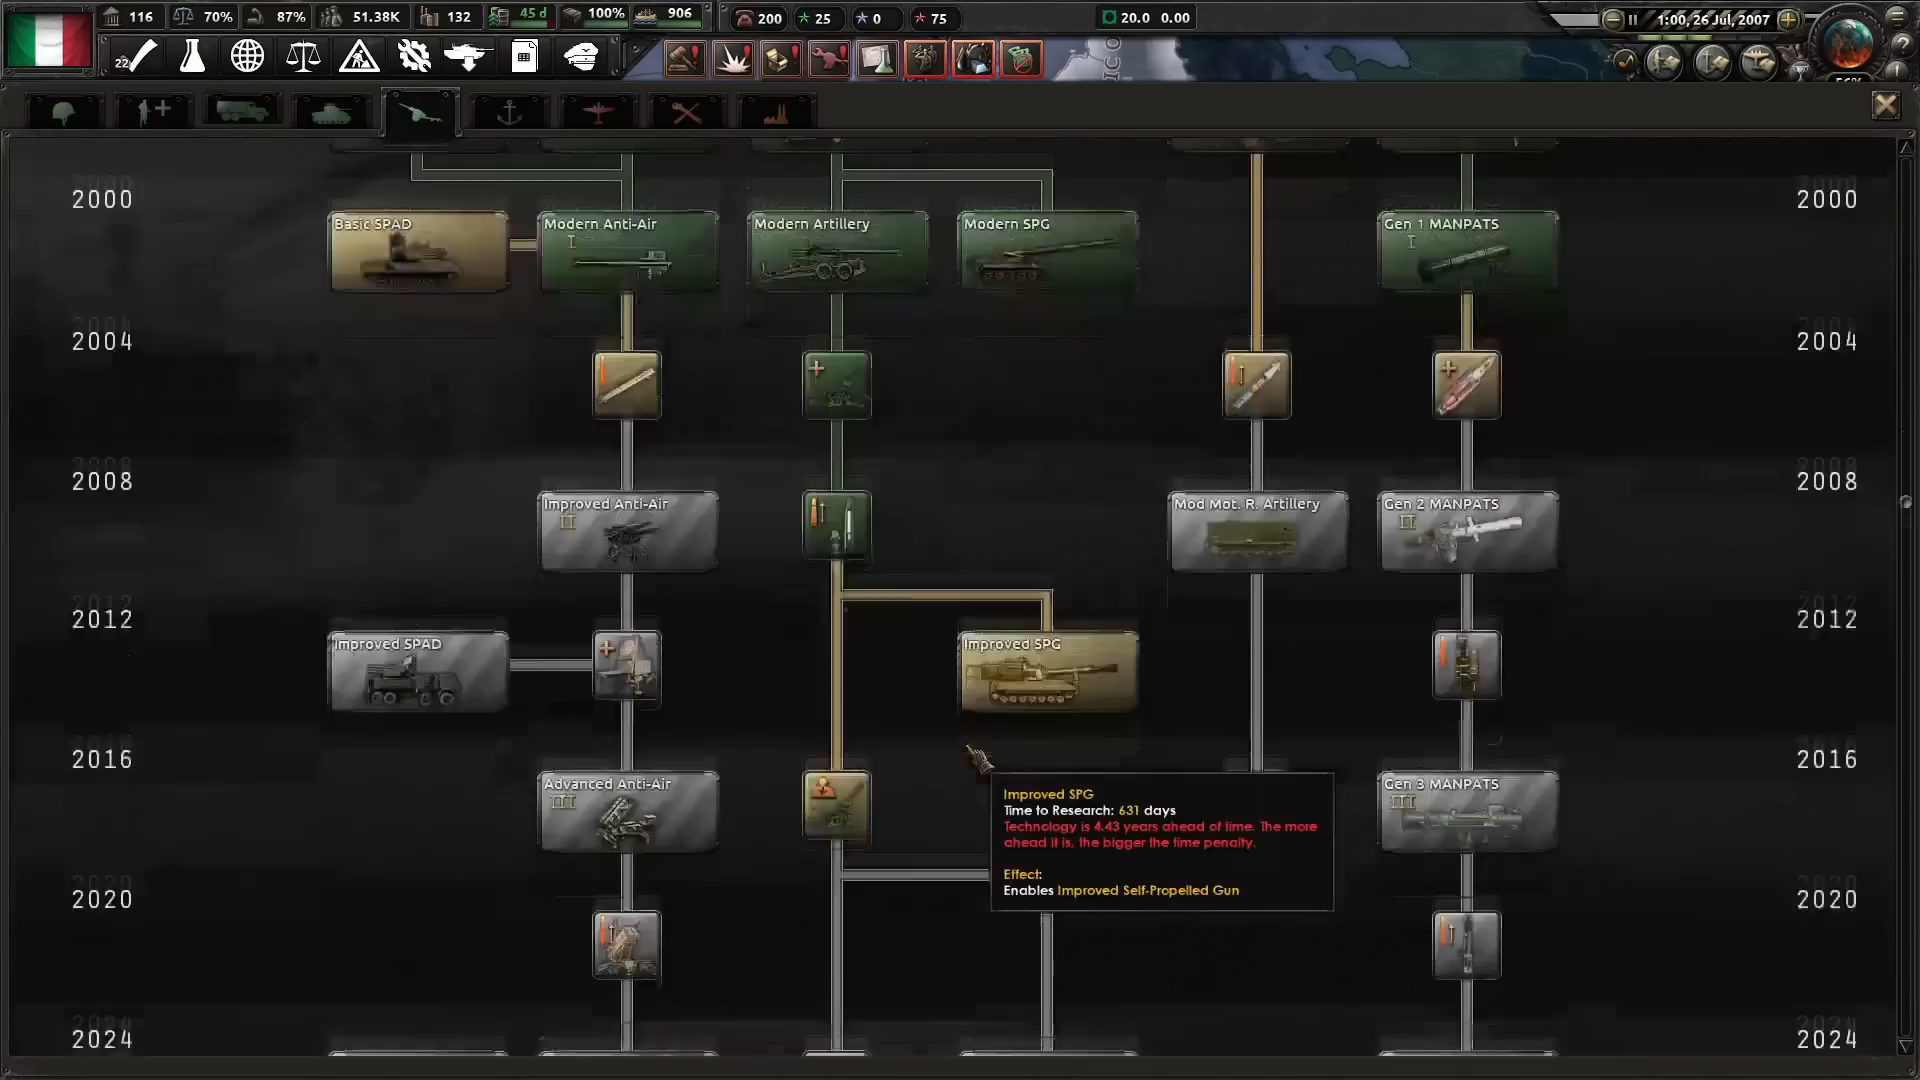 116 70% 87% 51.38K 132 45 d 100% 906 200 25 0 75 20.0 0.00 1:00, 26 Jul, 2007
22
56%
2000 2000
Basic SPAD Modern Anti-Air Modern Artillery Modern SPG Gen 1 MANPATS
I I
2004 2004
2008 2008
Improved Anti-Air Mod Mot. R. Artillery Gen 2 MANPATS
II II
2012 2012
Improved SPAD Improved SPG
2016 2016
Advanced Anti-Air Gen 3 MANPATS
III III
Improved SPG
Time to Research: 631 days
Technology is 4.43 years ahead of time. The more
ahead it is, the bigger the time penalty.
Effect:
Enables Improved Self-Propelled Gun
2020 2020
2024 2024